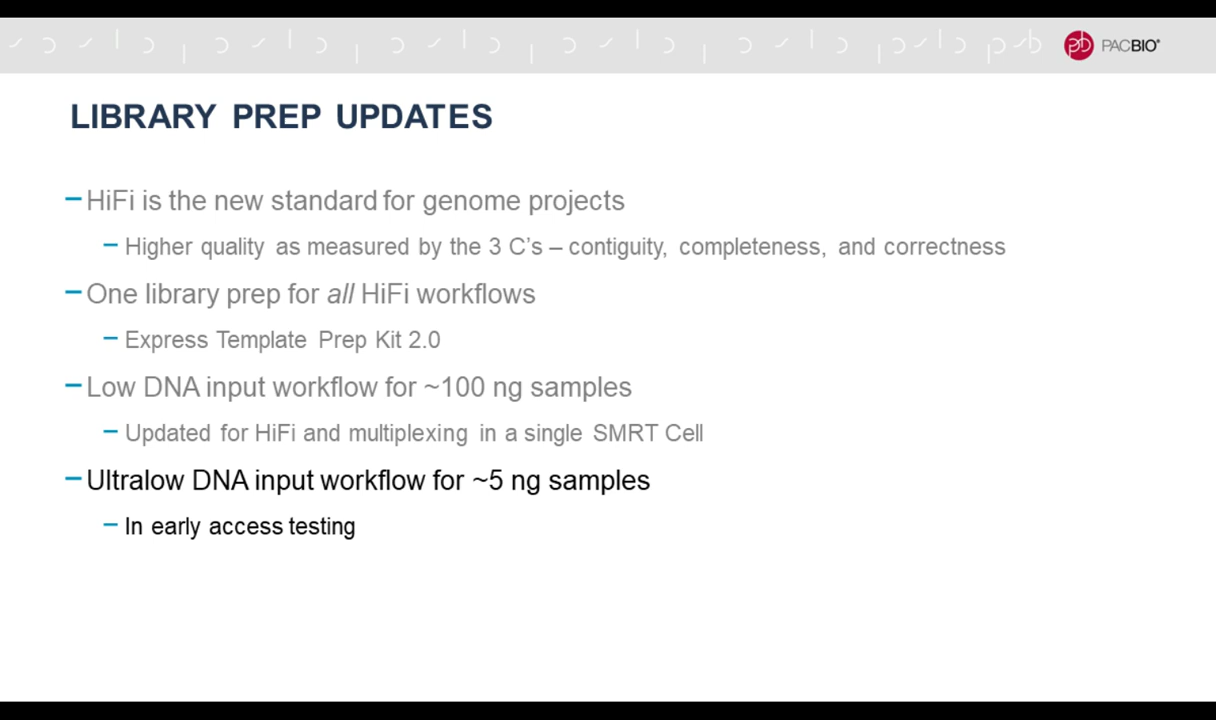 PACBIO®
LIBRARY PREP UPDATES
– HiFi is the new standard for genome projects
– Higher quality as measured by the 3 C's – contiguity, completeness, and correctness
– One library prep for all HiFi workflows
– Express Template Prep Kit 2.0
– Low DNA input workflow for ~100 ng samples
– Updated for HiFi and multiplexing in a single SMRT Cell
– Ultralow DNA input workflow for ~5 ng samples
– In early access testing